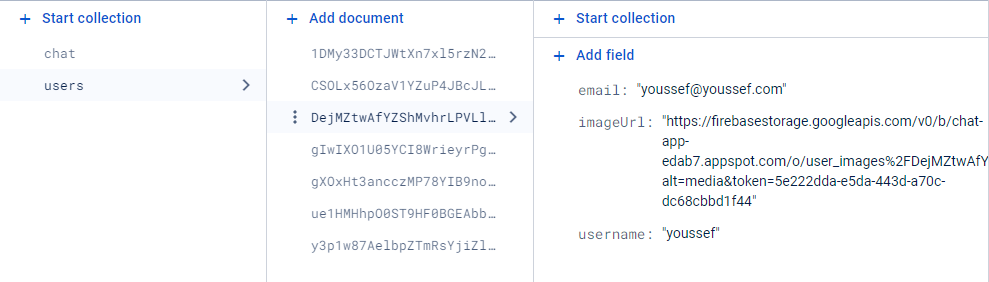 Start collection
chat
users
Add document
1DMy33DCTJWtXn7xl5rzN2…
CSOLx56OzaV1YZuP4JBcJL…
DejMZtwAfYZShMvhrLPVLl…
gIwIXO1U05YCI8WrieyrPg…
gXOxHt3ancczMP78YIB9no…
ue1HMHhpO0ST9HF0BGEAbb…
y3p1w87AelbpZTmRsYjiZl…
Start collection
Add field
email: "youssef@youssef.com"
imageUrl: "https://firebasestorage.googleapis.com/v0/b/chat-
app-
edab7.appspot.com/o/user_images%2FDejMZtwAfY
alt=media&token=5e222dda-e5da-443d-a70c-
dc68cbbd1f44"
username: "youssef"